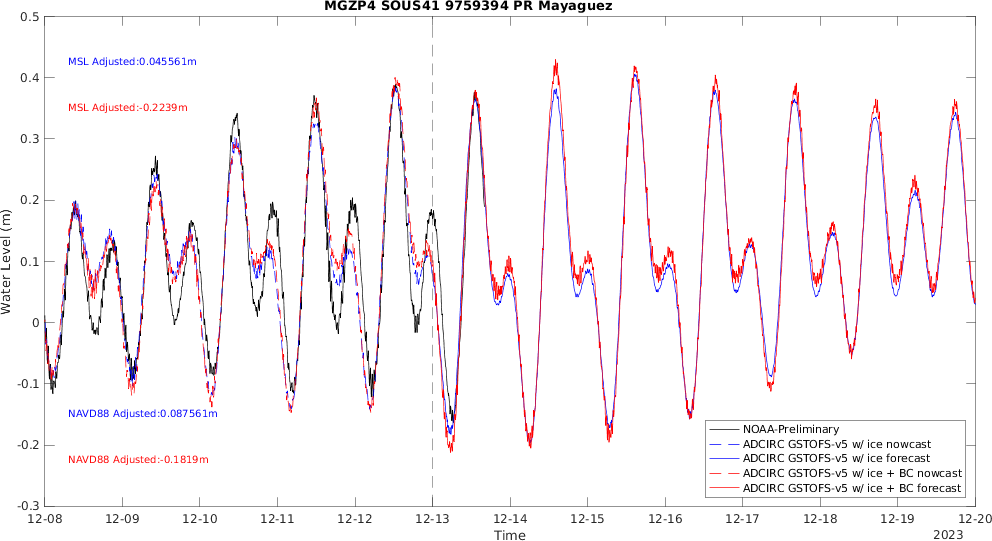 MGZP4 SOUS41 9759394 PR Mayaguez
0.5
0.4
0.3
0.2
0.1
0
-0.1
-0.2
-0.3
Water Level (m)
MSL Adjusted:0.045561m
MSL Adjusted:-0.2239m
NAVD88 Adjusted:0.087561m
NAVD88 Adjusted:-0.1819m
NOAA-Preliminary
ADCIRC GSTOFS-v5 w/ ice nowcast
ADCIRC GSTOFS-v5 w/ ice forecast
ADCIRC GSTOFS-v5 w/ ice + BC nowcast
ADCIRC GSTOFS-v5 w/ ice + BC forecast
12-08 12-09 12-10 12-11 12-12 12-13 12-14 12-15 12-16 12-17 12-18 12-19 12-20
Time
2023